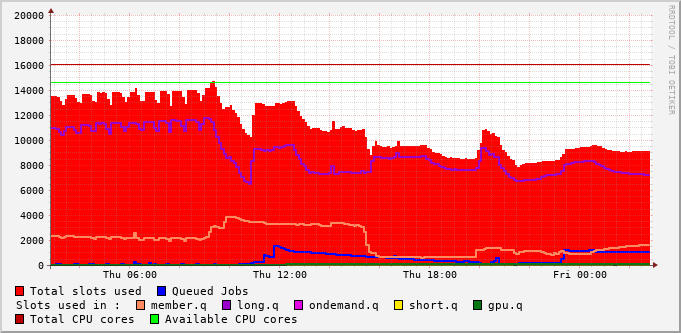 RRDTOOL / TOBI OETIKER
20000
18000
16000
14000
12000
10000
8000
6000
4000
2000
0
Thu 06:00 Thu 12:00 Thu 18:00 Fri 00:00
Total slots used Queued Jobs
Slots used in : member.q long.q ondemand.q short.q gpu.q
Total CPU cores Available CPU cores